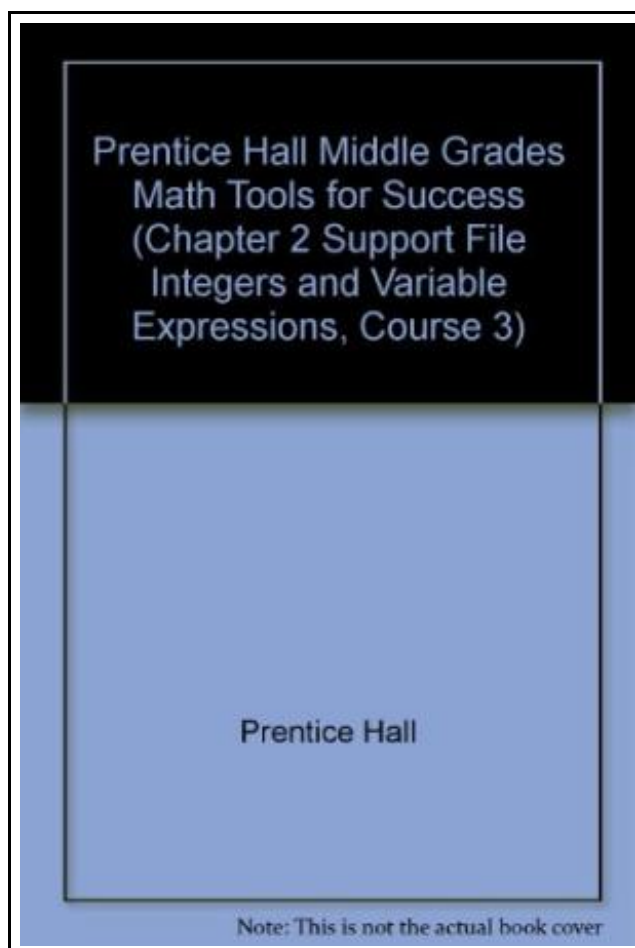 Prentice Hall Middle Grades
Math Tools for Success
(Chapter 2 Support File
Integers and Variable
Expressions, Course 3)
Prentice Hall
Note: This is not the actual book cover